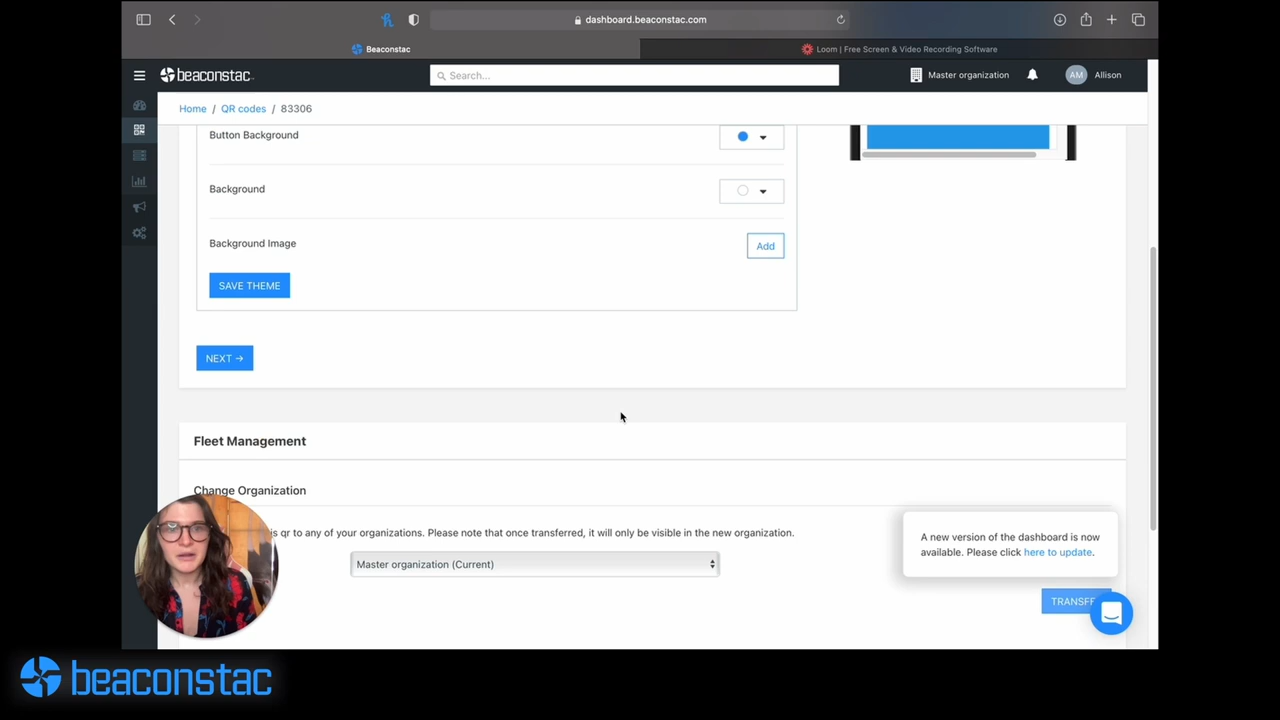 dashboard.beaconstac.com
Beaconstac
Loom | Free Screen & Video Recording Software
beaconstac
Search...
Master organization
AM
Allison
Home / QR codes / 83306
Button Background
Background
Background Image
Add
SAVE THEME
NEXT →
Fleet Management
Change Organization
qr to any of your organizations. Please note that once transferred, it will only be visible in the new organization.
A new version of the dashboard is now
available. Please click here to update.
Master organization (Current)
beaconstac